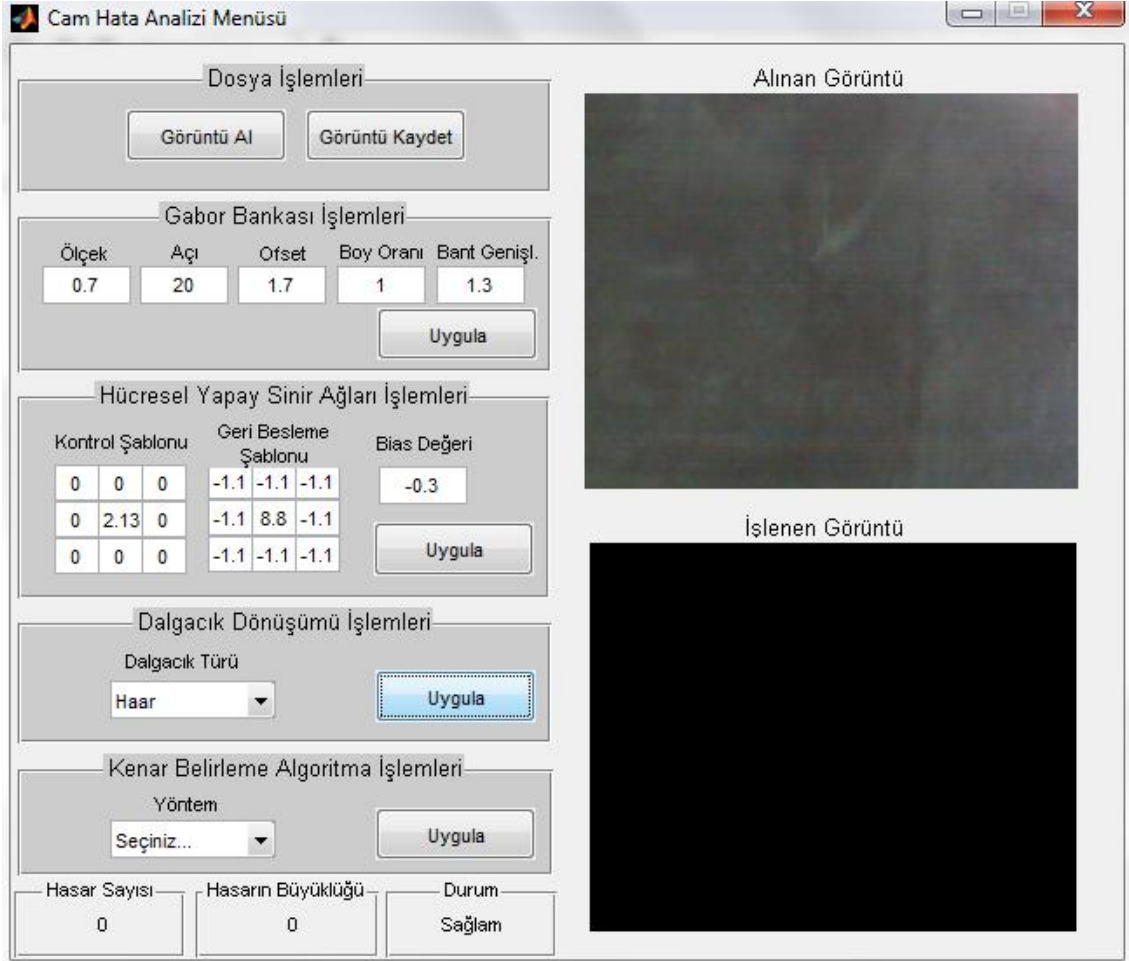 Cam Hata Analizi Menüsü
Dosya İşlemleri
Görüntü Al Görüntü Kaydet
Gabor Bankası İşlemleri
Ölçek Açı Ofset Boy Oranı Bant Genişl.
0.7 20 1.7 1 1.3
Uygula
Hücresel Yapay Sinir Ağları İşlemleri
Kontrol Şablonu
0 0 0
0 2.13 0
0 0 0
Geri Besleme
Şablonu
-1.1 -1.1 -1.1
-1.1 8.8 -1.1
-1.1 -1.1 -1.1
Bias Değeri
-0.3
Uygula
Dalgacık Dönüşümü İşlemleri
Dalgacık Türü
Haar
Uygula
Kenar Belirleme Algoritma İşlemleri
Yöntem
Seçiniz...
Uygula
Hasar Sayısı
0
Hasarın Büyüklüğü
0
Durum
Sağlam
Alınan Görüntü
İşlenen Görüntü